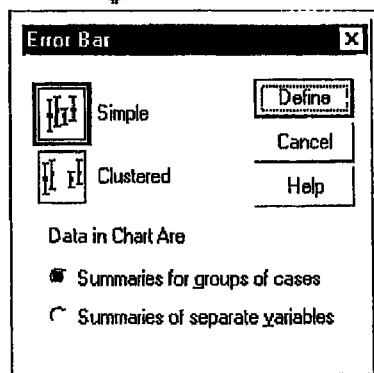 Error Bar
Simple
Define
Cancel
Clustered
Help
Data in Chart Are
Summaries for groups of cases
Summaries of separate variables